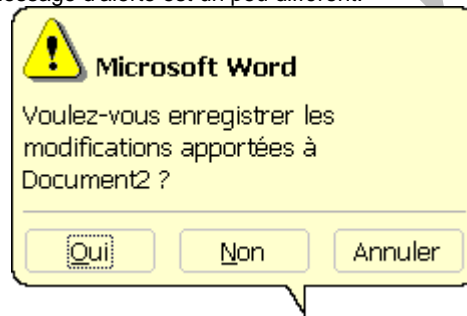 message d'alerte est un peu différent.
Microsoft Word
Voulez-vous enregistrer les
modifications apportées à
Document2 ?
Oui Non Annuler